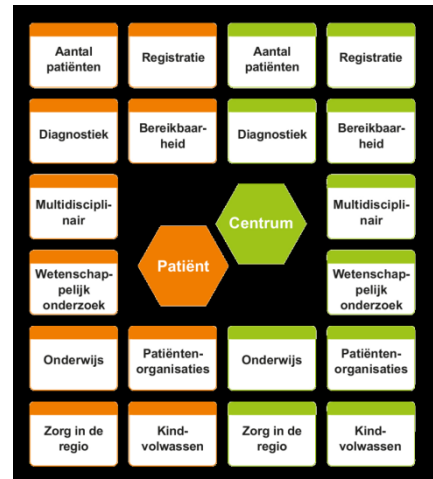 Aantal
patiënten
Registratie
Aantal
patiënten
Registratie
Diagnostiek
Bereikbaar-
heid
Diagnostiek
Bereikbaar-
heid
Multidiscipli-
nair
Centrum
Multidiscipli-
nair
Patiënt
Wetenschap-
pelijk
onderzoek
Wetenschap-
pelijk
onderzoek
Onderwijs
Patiënten-
organisaties
Onderwijs
Patiënten-
organisaties
Zorg in de
regio
Kind-
volwassen
Zorg in de
regio
Kind-
volwassen